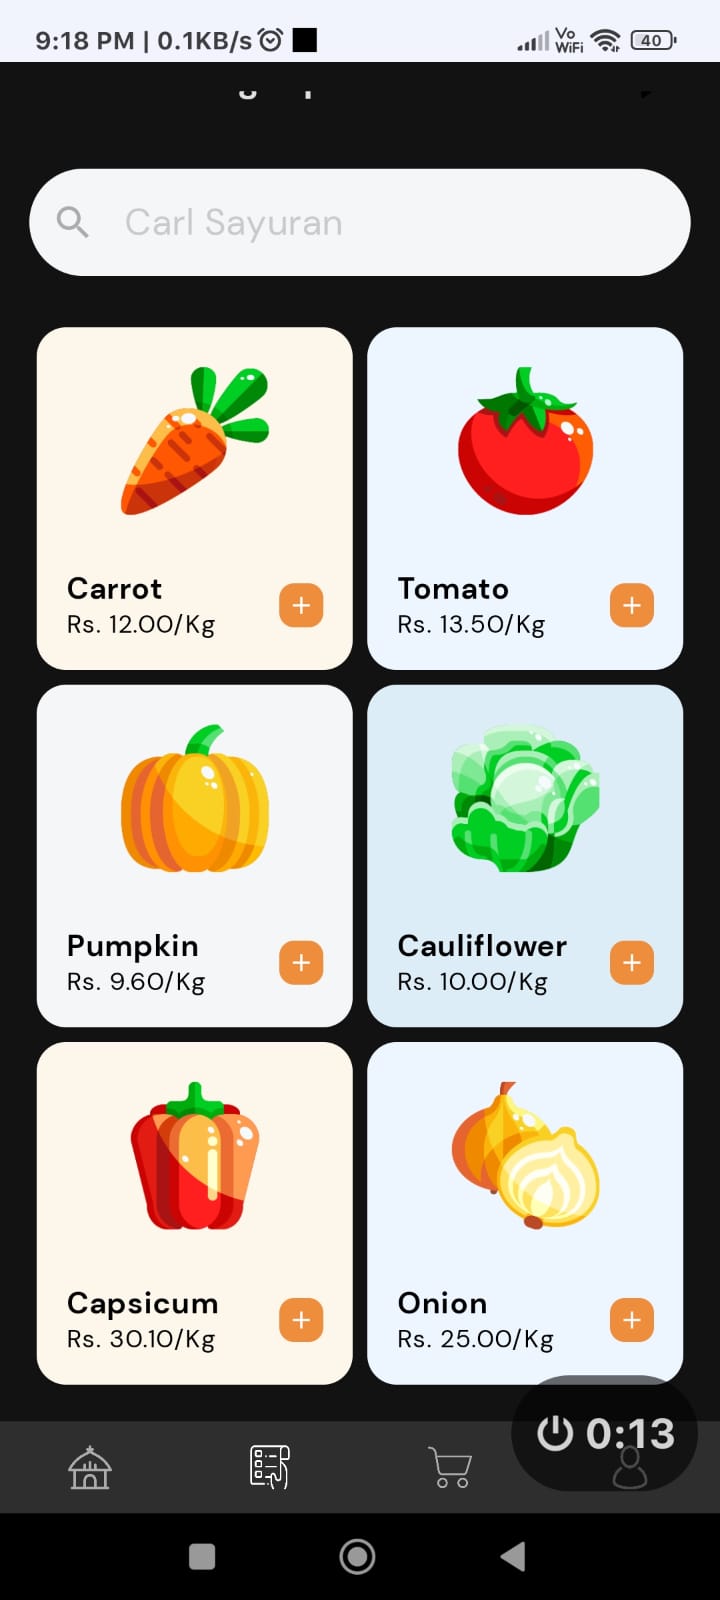 9:18 PM | 0.1KB/s
Vo
WiFi
40
Carl Sayuran
Carrot
Rs. 12.00/Kg
Tomato
Rs. 13.50/Kg
Pumpkin
Rs. 9.60/Kg
Cauliflower
Rs. 10.00/Kg
Capsicum
Rs. 30.10/Kg
Onion
Rs. 25.00/Kg
0:13